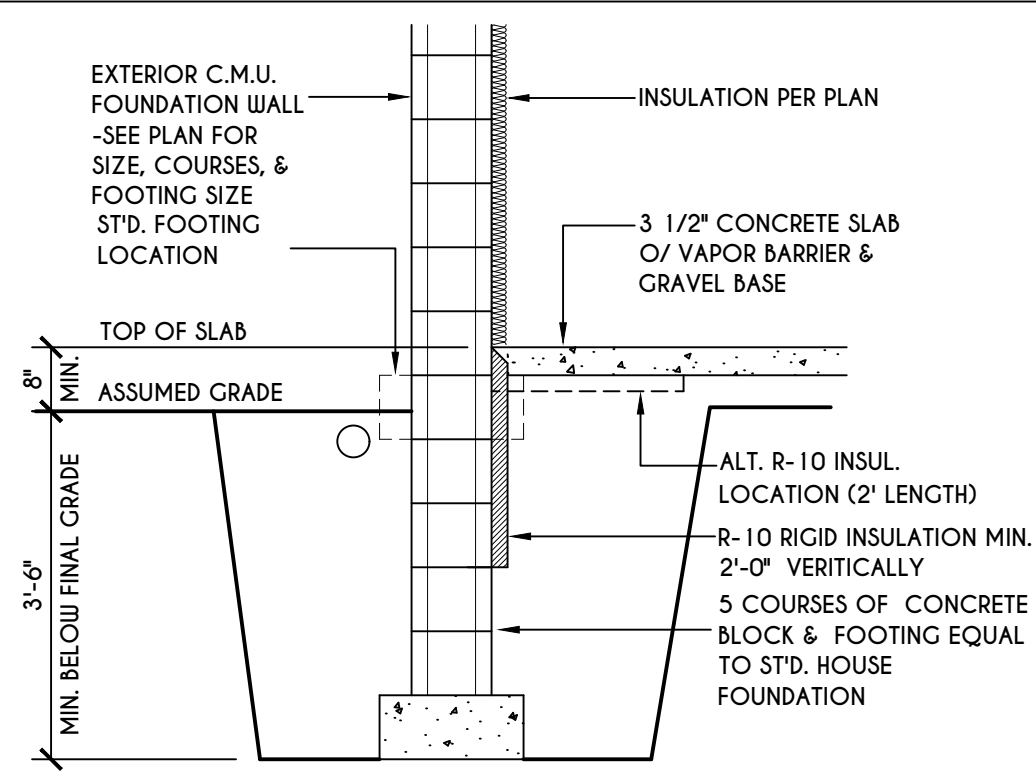 EXTERIOR C.M.U.
FOUNDATION WALL
-SEE PLAN FOR
SIZE, COURSES, &
FOOTING SIZE
ST'D. FOOTING
LOCATION
INSULATION PER PLAN
3 1/2" CONCRETE SLAB
O/ VAPOR BARRIER &
GRAVEL BASE
TOP OF SLAB
8"
MIN.
ASSUMED GRADE
3'-6"
MIN. BELOW FINAL GRADE
ALT. R-10 INSUL.
LOCATION (2' LENGTH)
R-10 RIGID INSULATION MIN.
2'-0" VERITICALLY
5 COURSES OF CONCRETE
BLOCK & FOOTING EQUAL
TO ST'D. HOUSE
FOUNDATION